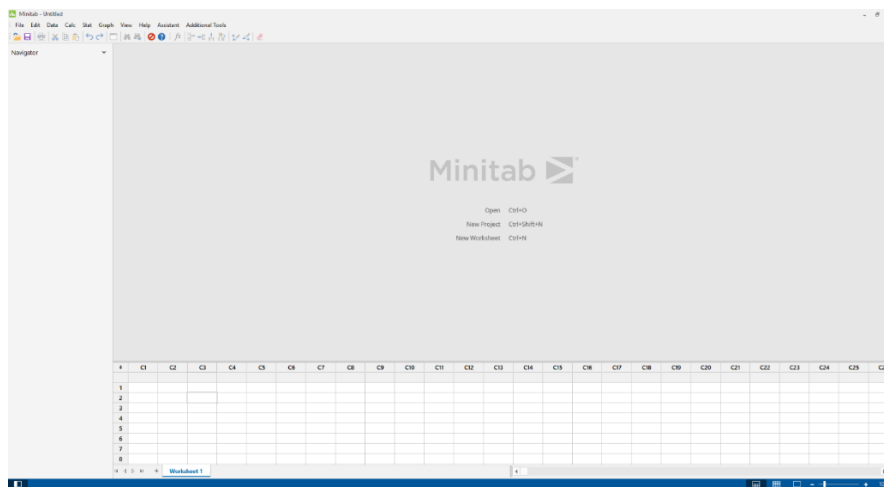 Minitab - Untitled
File Edit Data Calc Stat Graph View Help Assistant Additional Tools
Navigator
Minitab
Open Ctrl+O
New Project Ctrl+Shift+N
New Worksheet Ctrl+N
C1 C2 C3 C4 C5 C6 C7 C8 C9 C10 C11 C12 C13 C14 C15 C16 C17 C18 C19 C20 C21 C22 C23 C24 C25
1
2
3
4
5
6
7
8
Worksheet 1